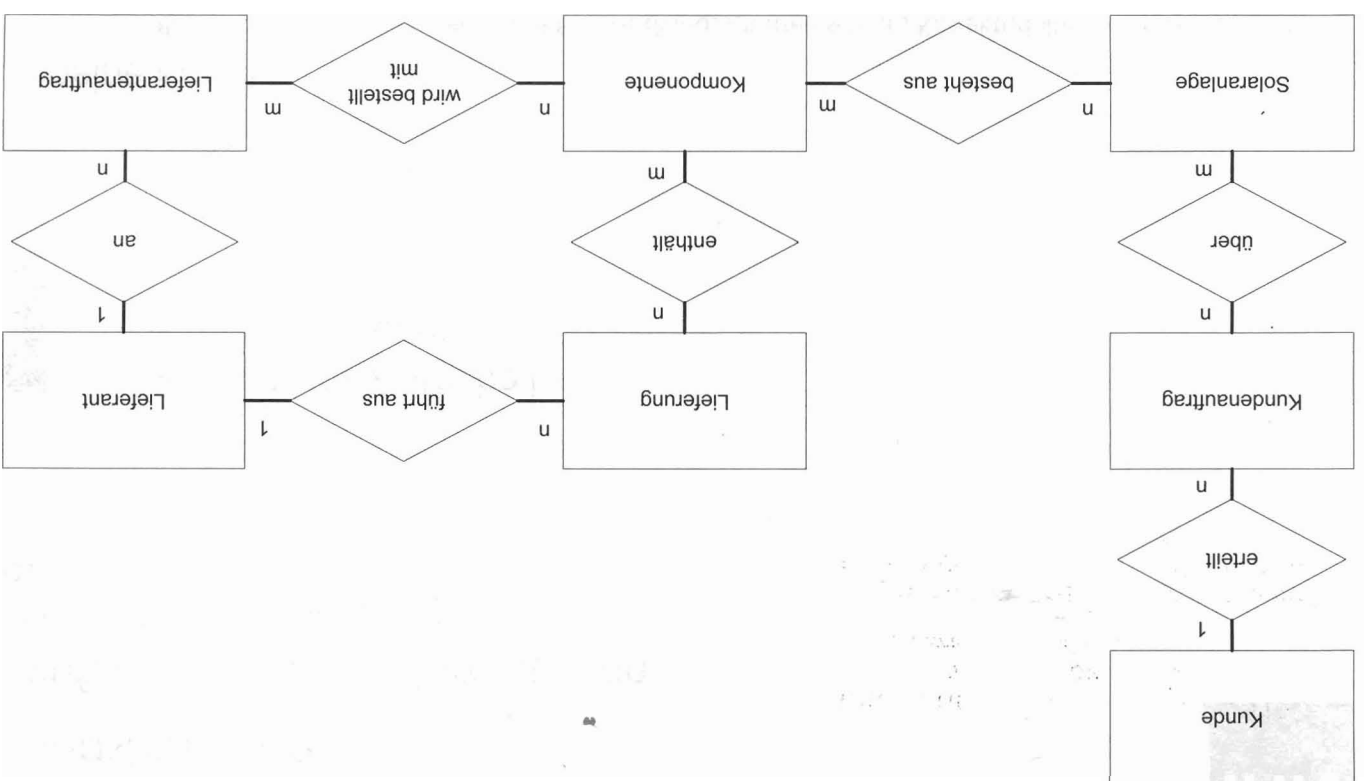 Kunde
1
erteilt
n
Kundenauftrag
n
über
m
Solaranlage
n
besteht aus
m
Komponente
n
wird bestellt
mit
m
Lieferantenauftrag
n
an
1
Lieferant
1
führt aus
n
Lieferung
n
enthält
m